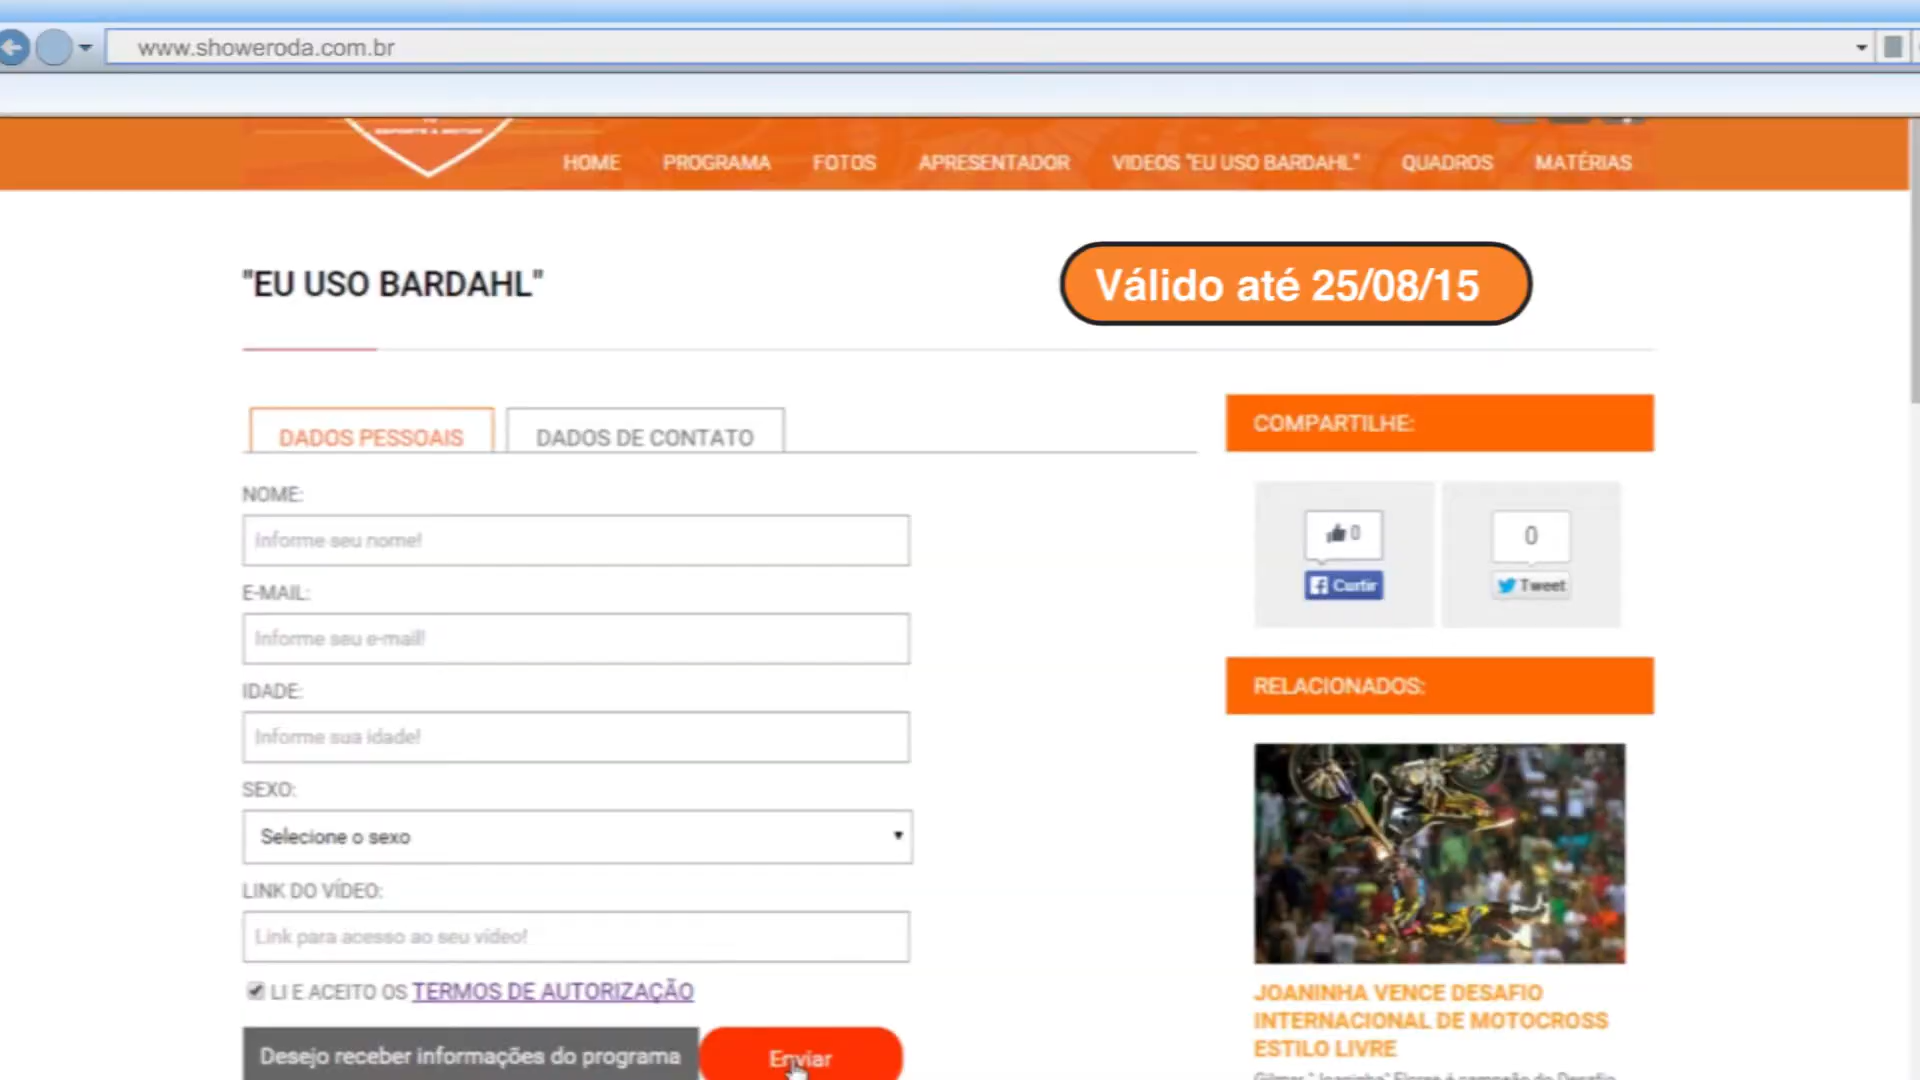 www.showeroda.com.br
ESPORTE & MOTOR
HOME PROGRAMA FOTOS APRESENTADOR VIDEOS "EU USO BARDAHL" QUADROS MATÉRIAS
"EU USO BARDAHL"
Válido até 25/08/15
DADOS PESSOAIS DADOS DE CONTATO
COMPARTILHE:
NOME:
Informe seu nome!
0
0
Curtir
Tweet
E-MAIL:
Informe seu e-mail!
IDADE:
Informe sua idade!
RELACIONADOS:
SEXO:
Selecione o sexo
LINK DO VÍDEO:
Link para acesso ao seu vídeo!
LI E ACEITO OS TERMOS DE AUTORIZAÇÃO
Desejo receber informações do programa
Enviar
JOANINHA VENCE DESAFIO
INTERNACIONAL DE MOTOCROSS
ESTILO LIVRE